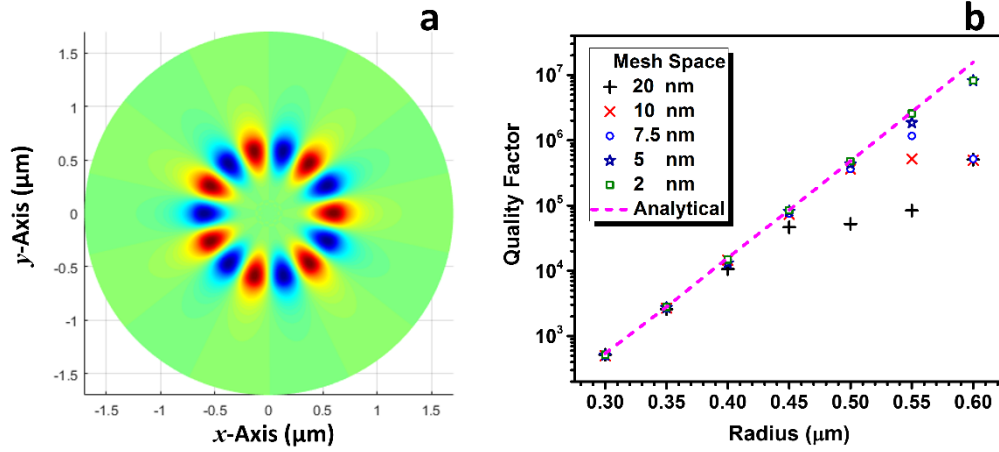 a
1.5
1
0.5
0
-0.5
-1
-1.5
y-Axis (μm)
-1.5 -1 -0.5 0 0.5 1 1.5
x-Axis (μm)
b
10^7
10^6
10^5
10^4
10^3
Quality Factor
Mesh Space
20 nm
10 nm
7.5 nm
5 nm
2 nm
Analytical
0.30 0.35 0.40 0.45 0.50 0.55 0.60
Radius (μm)